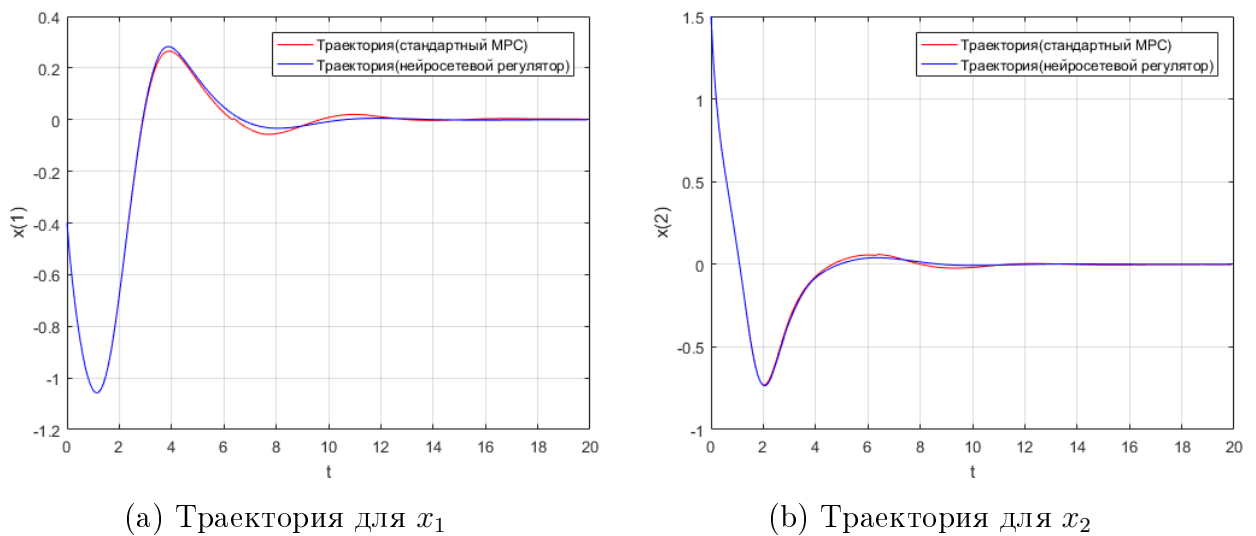 0.4
0.2
0
-0.2
-0.4
-0.6
-0.8
-1
-1.2
x(1)
0 2 4 6 8 10 12 14 16 18 20
t
Траектория(стандартный MPC)
Траектория(нейросетевой регулятор)
(a) Траектория для x₁
1.5
1
0.5
0
-0.5
-1
x(2)
0 2 4 6 8 10 12 14 16 18 20
t
Траектория(стандартный MPC)
Траектория(нейросетевой регулятор)
(b) Траектория для x₂